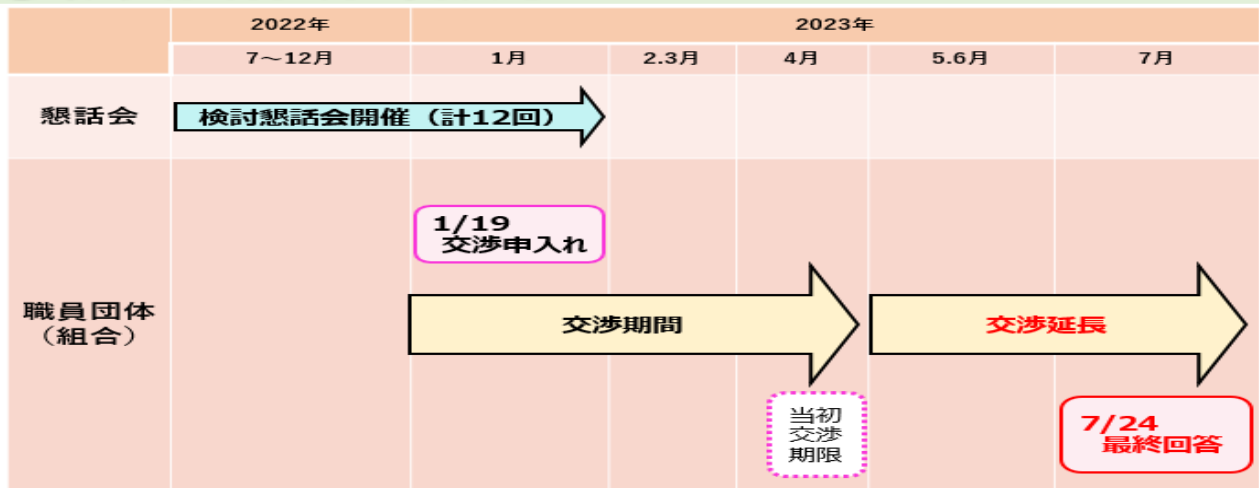 2022年
2023年
7～12月
1月
2.3月
4月
5.6月
7月
懇話会
検討懇話会開催（計12回）
1/19
交渉申入れ
職員団体
（組合）
交渉期間
交渉延長
当初
交渉
期限
7/24
最終回答